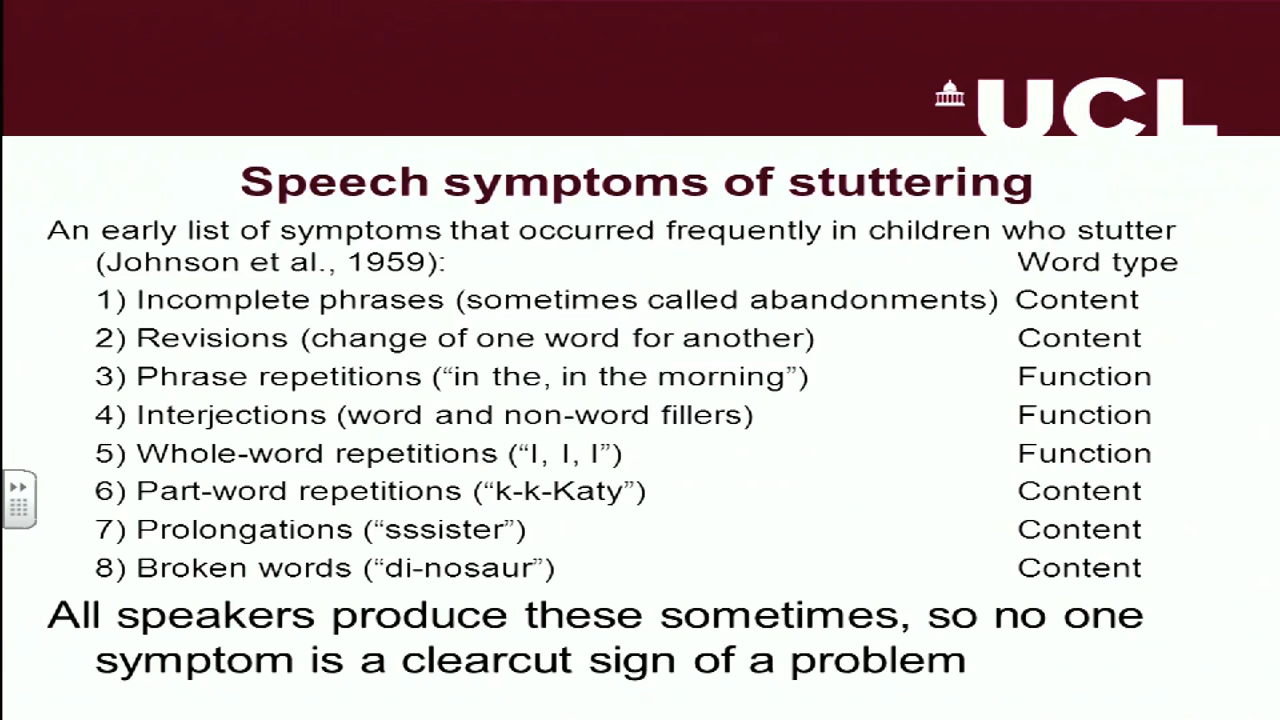 UCL
Speech symptoms of stuttering
An early list of symptoms that occurred frequently in children who stutter
(Johnson et al., 1959): Word type
1) Incomplete phrases (sometimes called abandonments) Content
2) Revisions (change of one word for another) Content
3) Phrase repetitions (“in the, in the morning”) Function
4) Interjections (word and non-word fillers) Function
5) Whole-word repetitions (“I, I, I”) Function
6) Part-word repetitions (“k-k-Katy”) Content
7) Prolongations (“sssister”) Content
8) Broken words (“di-nosaur”) Content
All speakers produce these sometimes, so no one
symptom is a clearcut sign of a problem